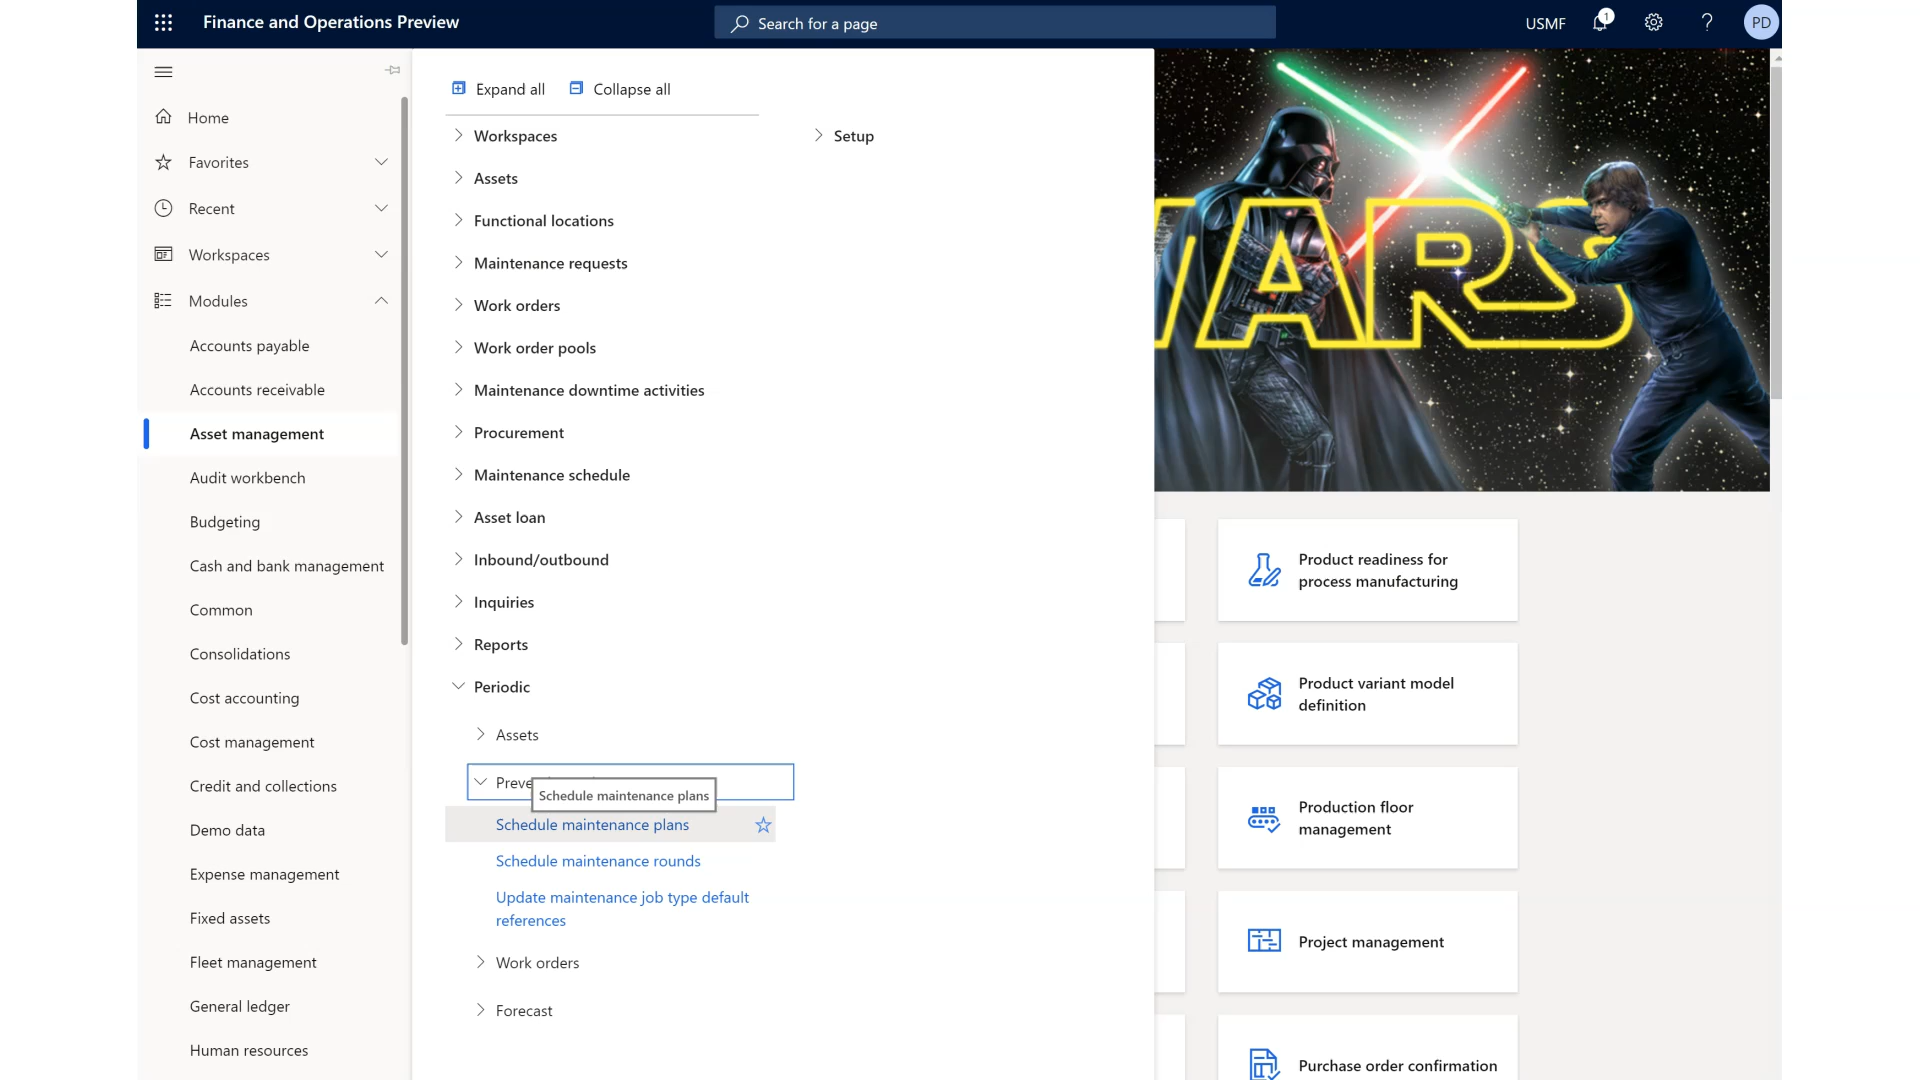 Finance and Operations Preview
Search for a page
USMF
1
PD
Expand all
Collapse all
Home
Favorites
Recent
Workspaces
Modules
Accounts payable
Accounts receivable
Asset management
Audit workbench
Budgeting
Cash and bank management
Common
Consolidations
Cost accounting
Cost management
Credit and collections
Demo data
Expense management
Fixed assets
Fleet management
General ledger
Human resources
Workspaces
Assets
Functional locations
Maintenance requests
Work orders
Work order pools
Maintenance downtime activities
Procurement
Maintenance schedule
Asset loan
Inbound/outbound
Inquiries
Reports
Periodic
Assets
Schedule maintenance plans
Schedule maintenance plans
Schedule maintenance rounds
Update maintenance job type default
references
Work orders
Forecast
Setup
WARS
Product readiness for
process manufacturing
Product variant model
definition
Production floor
management
Project management
Purchase order confirmation